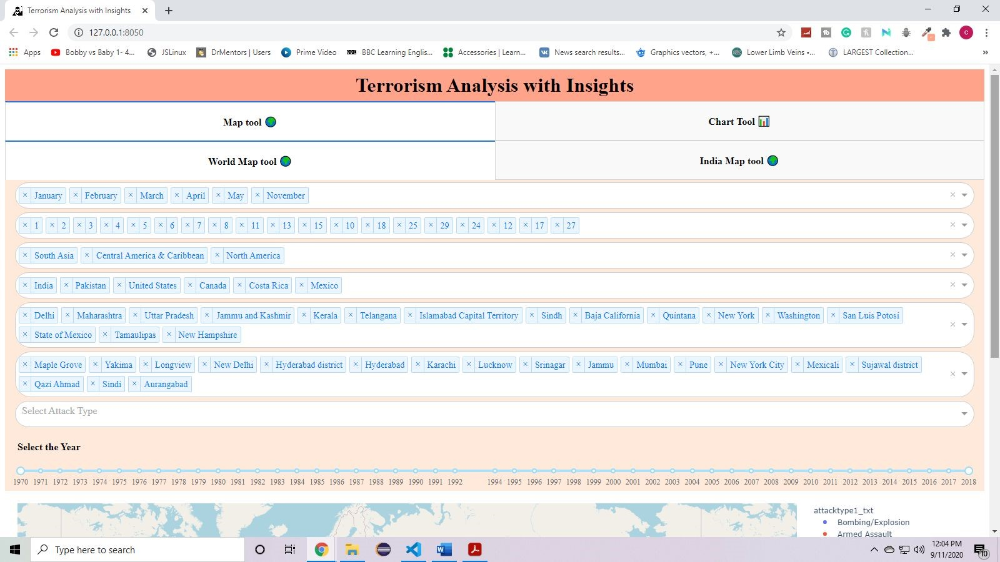 Terrorism Analysis with Insights
127.0.0.1:8050
Apps Bobby vs Baby 1- 4... JSLinux DrMentors | Users Prime Video BBC BBC Learning Englis... Accessories | Learn... News search results... Graphics vectors, +... Lower Limb Veins •... LARGEST Collection... »
Terrorism Analysis with Insights
Map tool Chart Tool
World Map tool India Map tool
× January × February × March × April × May × November
× 1 × 2 × 3 × 4 × 5 × 6 × 7 × 8 × 11 × 13 × 15 × 10 × 18 × 25 × 29 × 24 × 12 × 17 × 27
× South Asia × Central America & Caribbean × North America
× India × Pakistan × United States × Canada × Costa Rica × Mexico
× Delhi × Maharashtra × Uttar Pradesh × Jammu and Kashmir × Kerala × Telangana × Islamabad Capital Territory × Sindh × Baja California × Quintana × New York × Washington × San Luis Potosi
× State of Mexico × Tamaulipas × New Hampshire
× Maple Grove × Yakima × Longview × New Delhi × Hyderabad district × Hyderabad × Karachi × Lucknow × Srinagar × Jammu × Mumbai × Pune × New York City × Mexicali × Sujawal district
× Qazi Ahmad × Sindi × Aurangabad
Select Attack Type
Select the Year
1970 1971 1972 1973 1974 1975 1976 1977 1978 1979 1980 1981 1982 1983 1984 1985 1986 1987 1988 1989 1990 1991 1992 1994 1995 1996 1997 1998 1999 2000 2001 2002 2003 2004 2005 2006 2007 2008 2009 2010 2011 2012 2013 2014 2015 2016 2017 2018
attacktype1_txt
Bombing/Explosion
Armed Assault
Type here to search
12:04 PM
9/11/2020
10